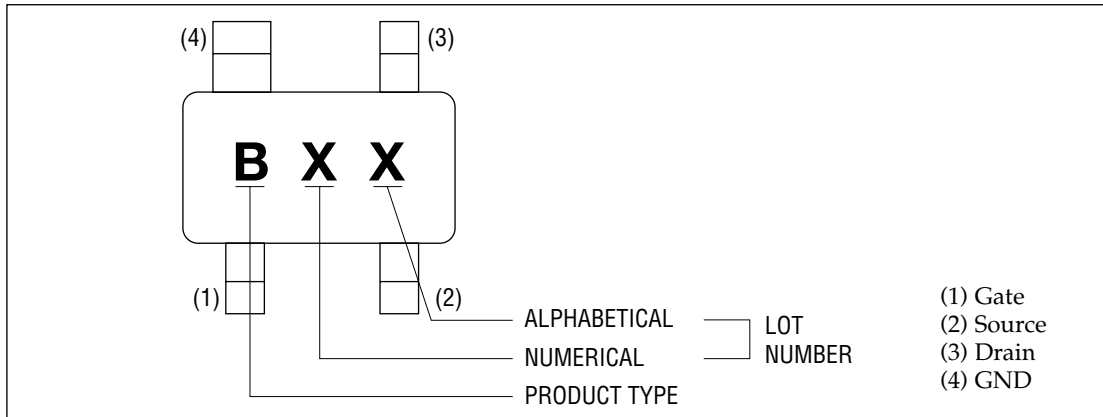 (4)
(3)
B X X
(1)
(2)
ALPHABETICAL
NUMERICAL
PRODUCT TYPE
LOT
NUMBER
(1) Gate
(2) Source
(3) Drain
(4) GND